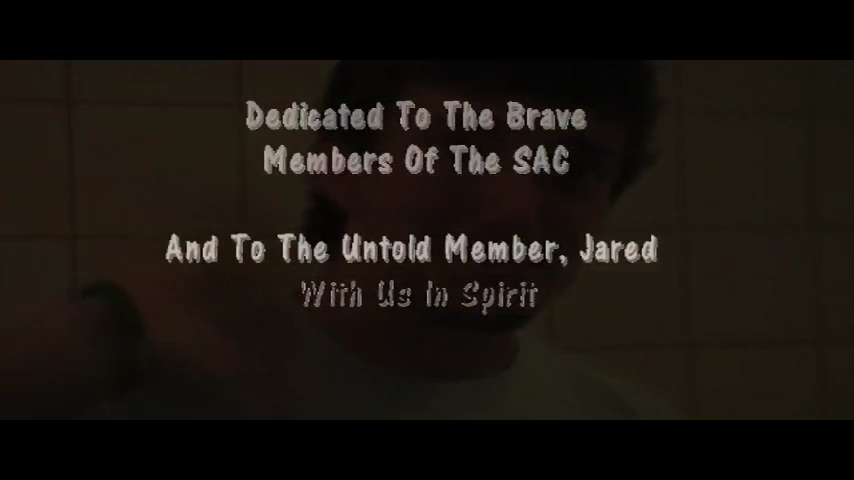 Dedicated To The Brave
Members Of The SAC
And To The Untold Member, Jared
With Us In Spirit